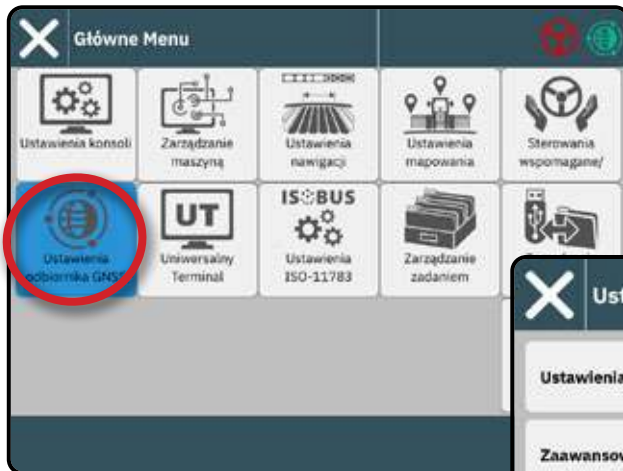 Główne Menu
Ustawienia konsoli
Zarządzanie
maszyną
Ustawienia
nawigacji
Ustawienia
mapowania
Sterowania
wspomagane/
Ustawienia
odbiornika GNSS
UT
Uniwersalny
Terminal
ISOBUS
Ustawienia
ISO-11783
Zarządzanie
zadaniem
Ust
Ustawienia
Zaawansow